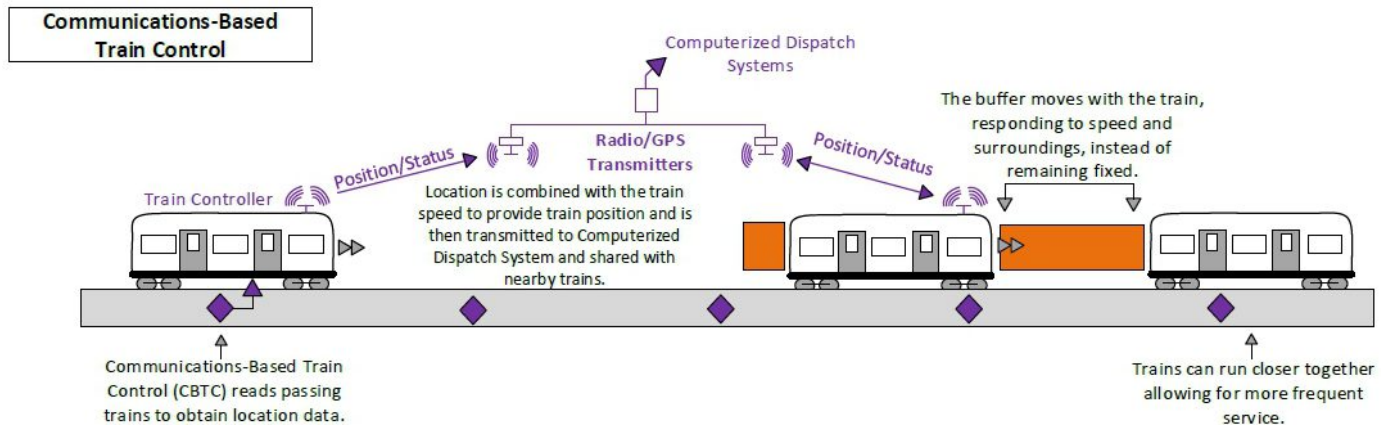 Communications-Based
Train Control
Computerized Dispatch
Systems
The buffer moves with the train,
responding to speed and
surroundings, instead of
remaining fixed.
Radio/GPS
Transmitters
Position/Status
Position/Status
Train Controller
Location is combined with the train
speed to provide train position and is
then transmitted to Computerized
Dispatch System and shared with
nearby trains.
Communications-Based Train
Control (CBTC) reads passing
trains to obtain location data.
Trains can run closer together
allowing for more frequent
service.